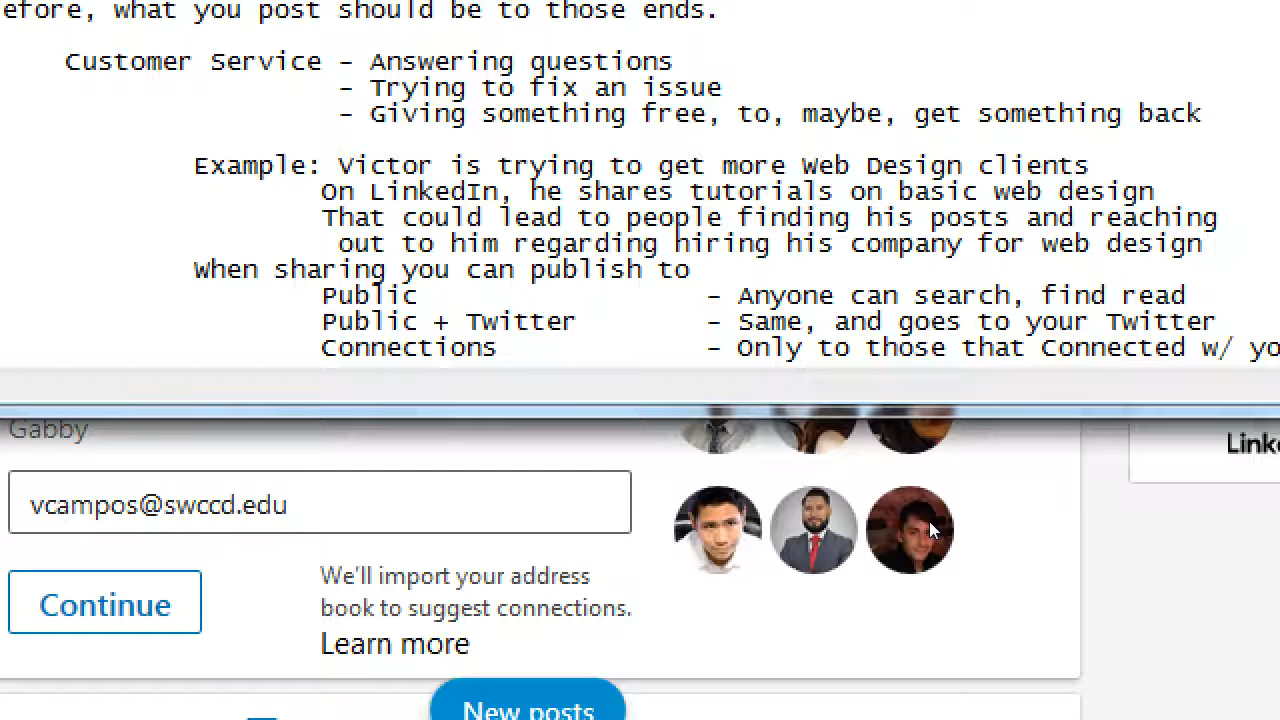 efore, what you post should be to those ends.
Customer Service – Answering questions
– Trying to fix an issue
– Giving something free, to, maybe, get something back
Example: Victor is trying to get more Web Design clients
On LinkedIn, he shares tutorials on basic web design
That could lead to people finding his posts and reaching
out to him regarding hiring his company for web design
When sharing you can publish to
Public – Anyone can search, find read
Public + Twitter – Same, and goes to your Twitter
Connections – Only to those that Connected w/ yo
Gabby
Linke
vcampos@swccd.edu
Continue
We'll import your address
book to suggest connections.
Learn more
New posts